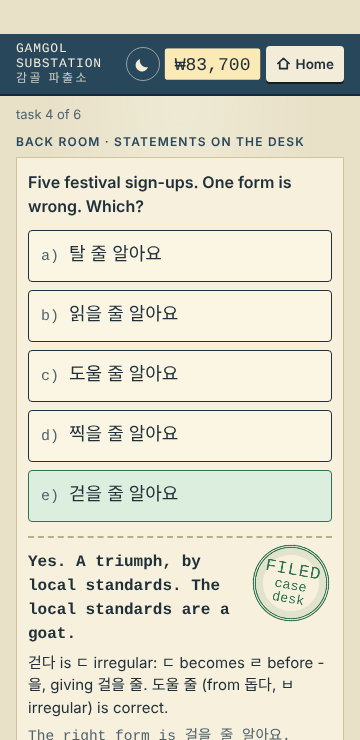 GAMGOL
SUBSTATION
감골 파출소
₩83,700
Home
task 4 of 6
BACK ROOM · STATEMENTS ON THE DESK
Five festival sign-ups. One form is
wrong. Which?
a) 탈 줄 알아요
b) 읽을 줄 알아요
c) 도울 줄 알아요
d) 찍을 줄 알아요
e) 걷을 줄 알아요
Yes. A triumph, by
local standards. The
local standards are a
goat.
FILED
case
desk
걷다 is ㄷ irregular: ㄷ becomes ㄹ before -
을, giving 걸을 줄. 도울 줄 (from 돕다, ㅂ
irregular) is correct.
The right form is 걸을 줄 알아요.